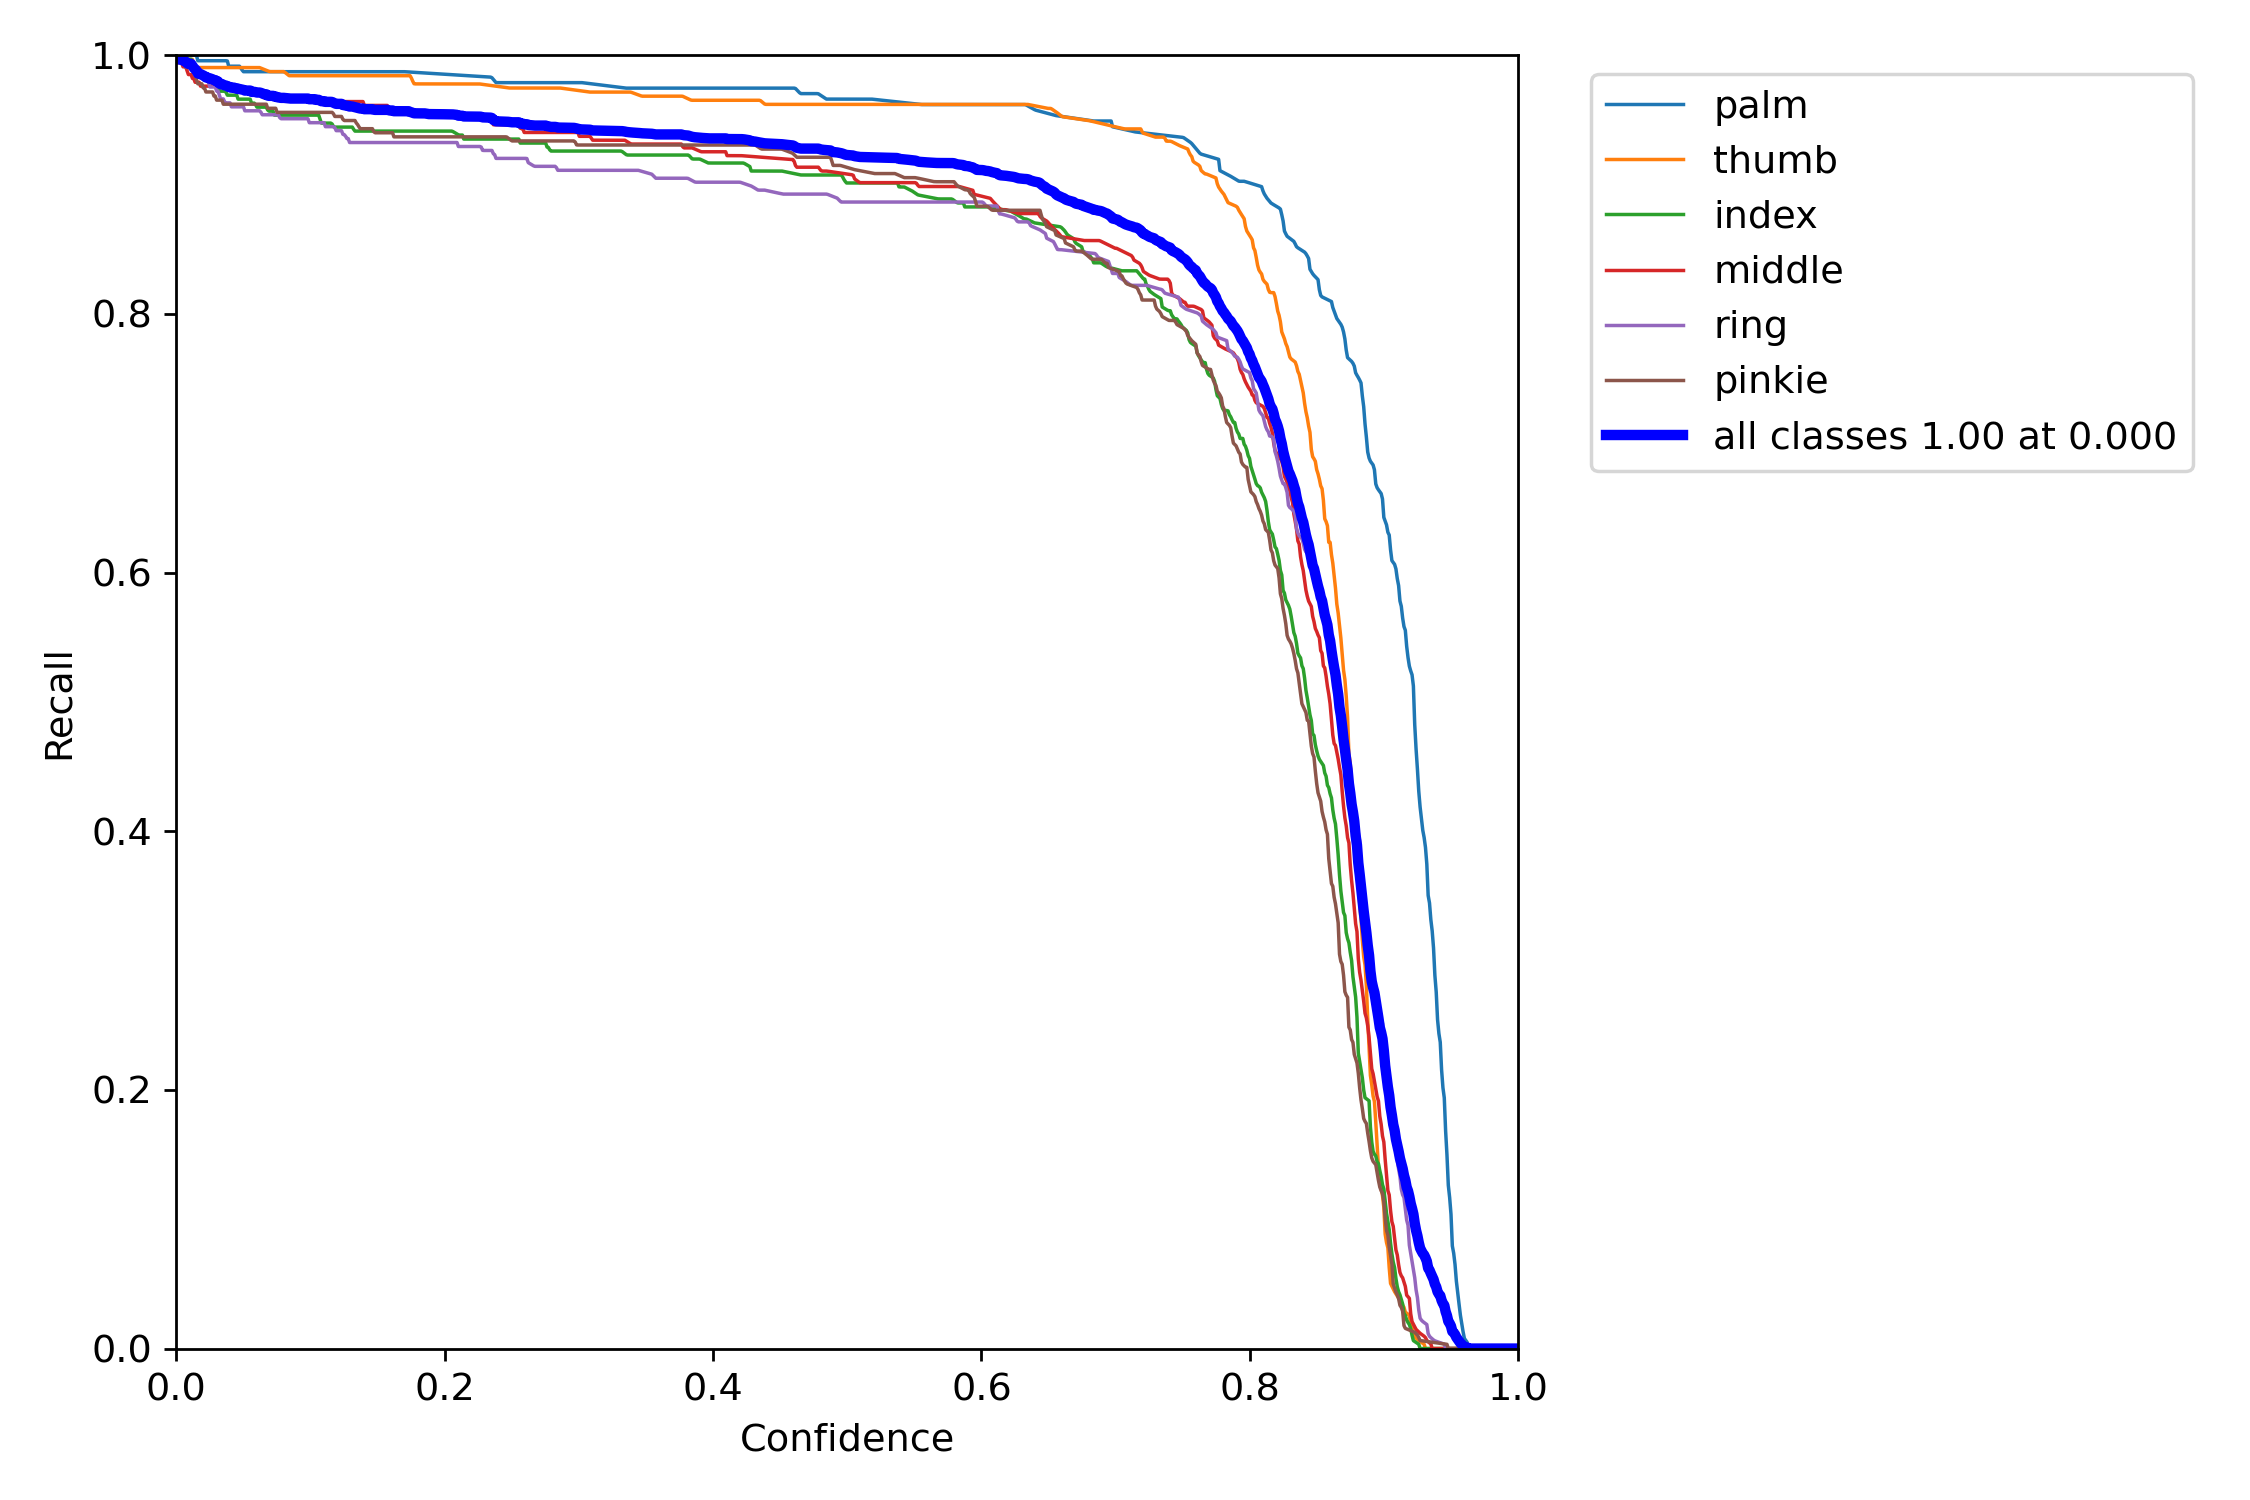 1.0
0.8
0.6
0.4
0.2
0.0
Recall
0.0 0.2 0.4 0.6 0.8 1.0
Confidence
palm
thumb
index
middle
ring
pinkie
all classes 1.00 at 0.000